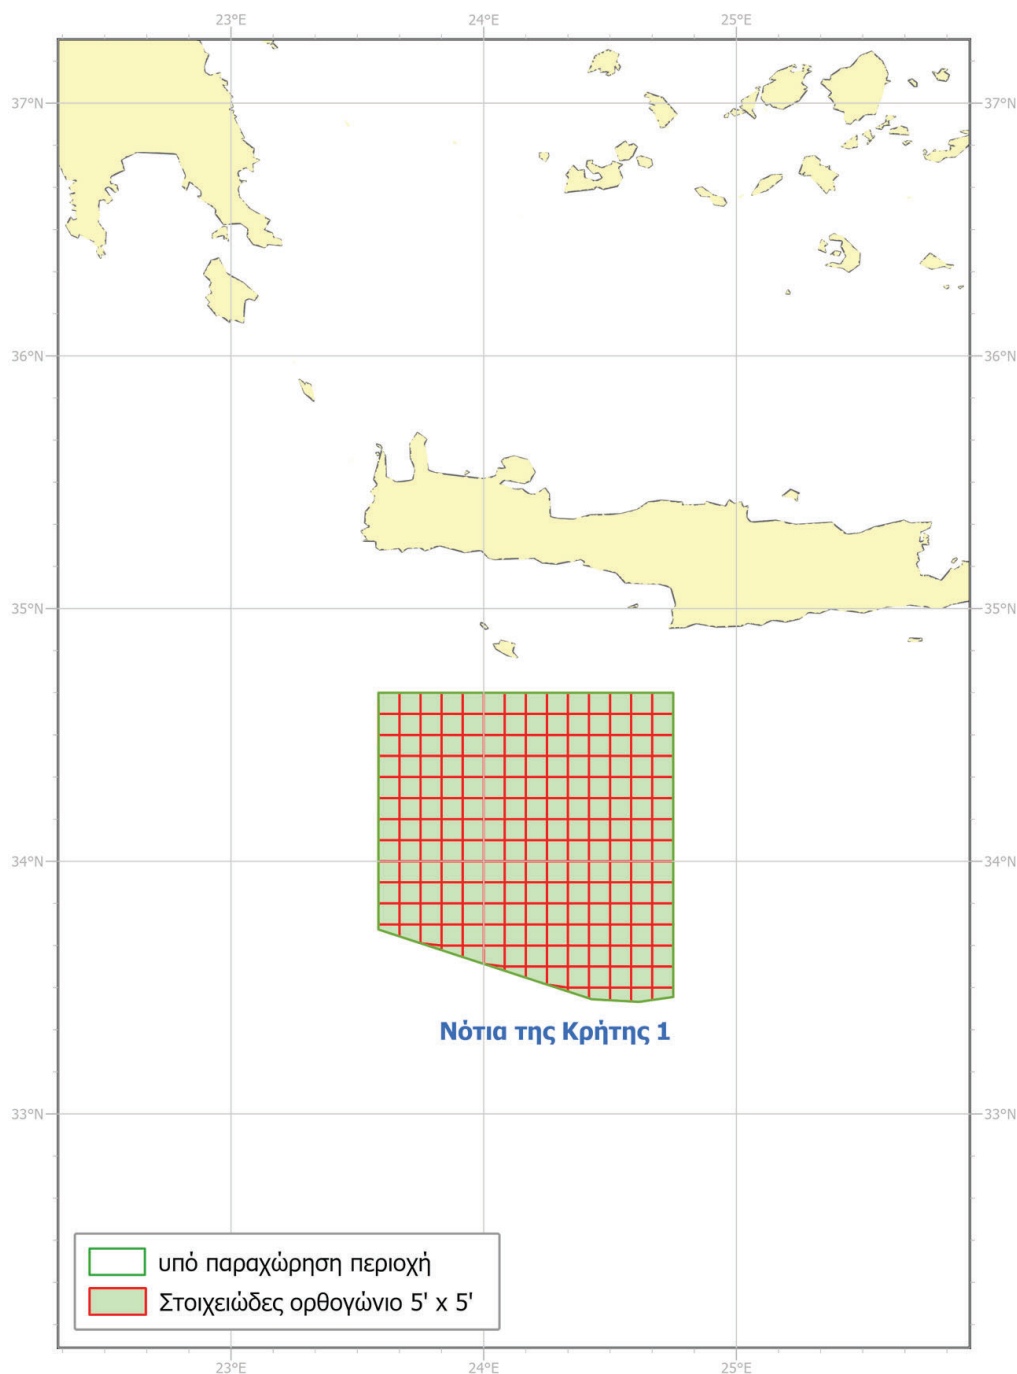 23°E 24°E 25°E
37°N 37°N
36°N 36°N
35°N 35°N
34°N 34°N
Νότια της Κρήτης 1
33°N 33°N
υπό παραχώρηση περιοχή
Στοιχειώδες ορθογώνιο 5' x 5'
23°E 24°E 25°E